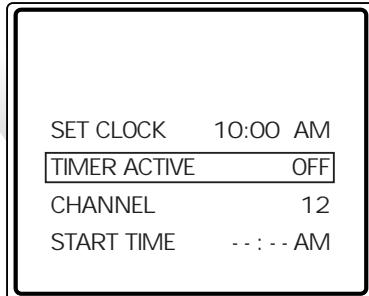 SET CLOCK 10:00 AM
TIMER ACTIVE OFF
CHANNEL 12
START TIME --:-- AM